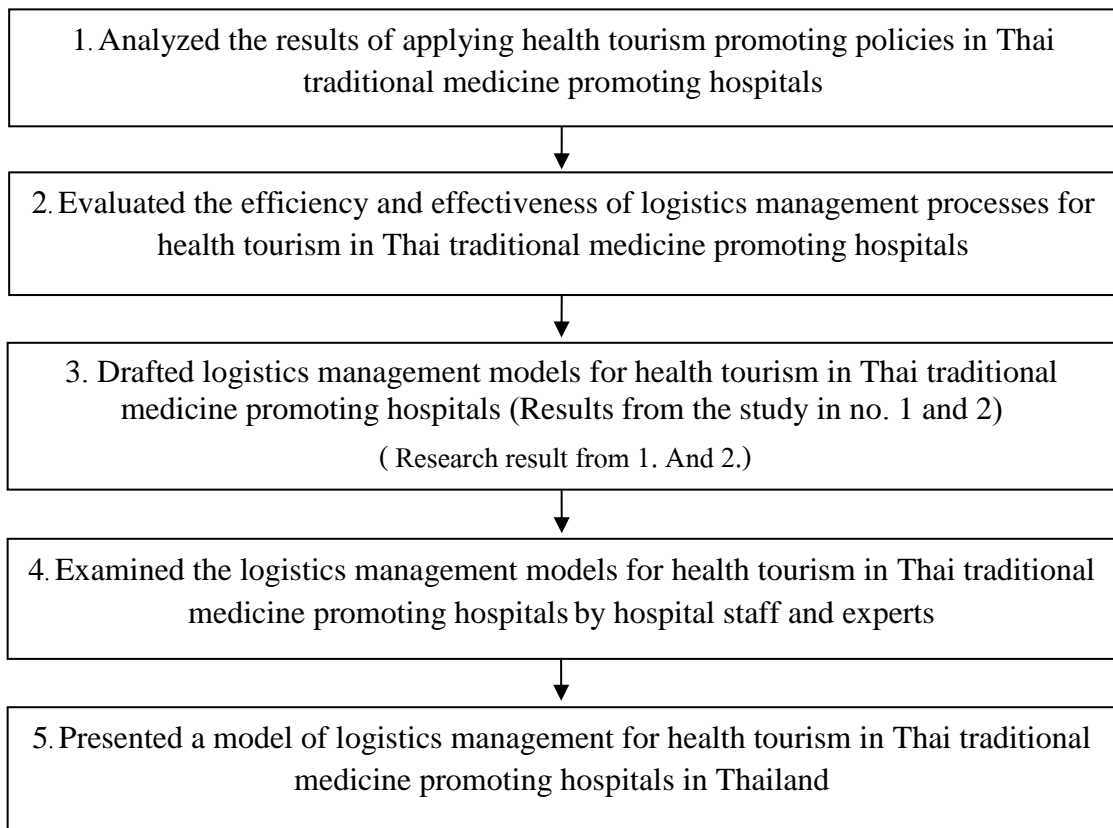 1. Analyzed the results of applying health tourism promoting policies in Thai
traditional medicine promoting hospitals
2. Evaluated the efficiency and effectiveness of logistics management processes for
health tourism in Thai traditional medicine promoting hospitals
3. Drafted logistics management models for health tourism in Thai traditional
medicine promoting hospitals (Results from the study in no. 1 and 2)
( Research result from 1. And 2.)
4. Examined the logistics management models for health tourism in Thai traditional
medicine promoting hospitals by hospital staff and experts
5. Presented a model of logistics management for health tourism in Thai traditional
medicine promoting hospitals in Thailand